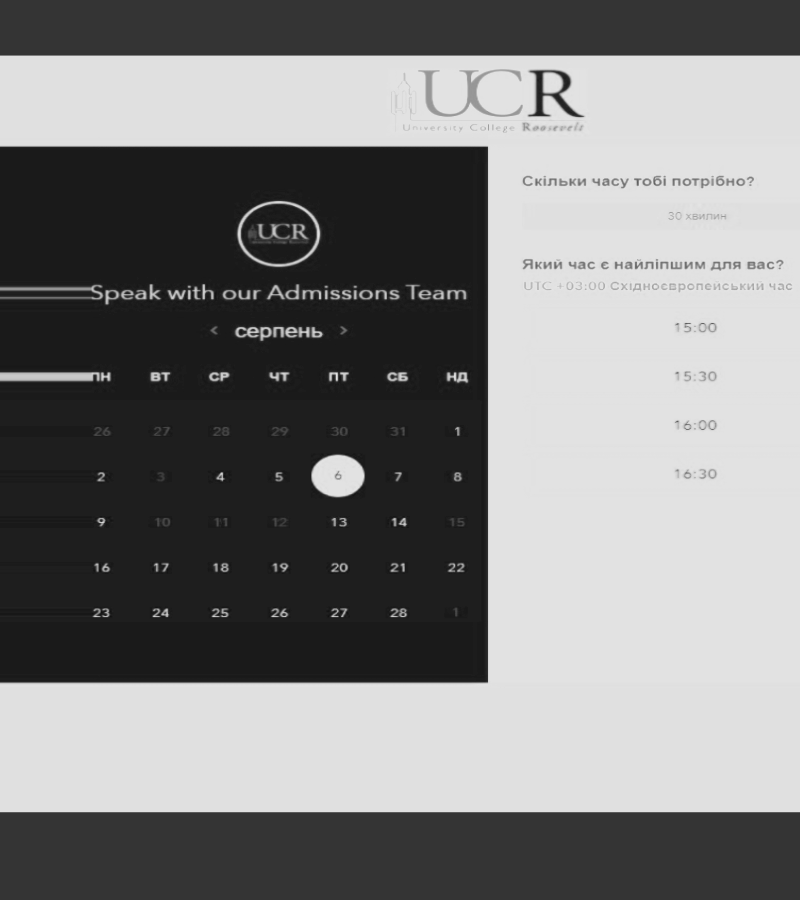 UCR
University College Roosevelt
UCR
Speak with our Admissions Team
< серпень >
ПН ВТ СР ЧТ ПТ СБ НД
26 27 28 29 30 31 1
2 3 4 5 6 7 8
9 10 11 12 13 14 15
16 17 18 19 20 21 22
23 24 25 26 27 28 1
Скільки часу тобі потрібно?
30 хвилин
Який час є найліпшим для вас?
UTC +03:00 Східноєвропейський час
15:00
15:30
16:00
16:30